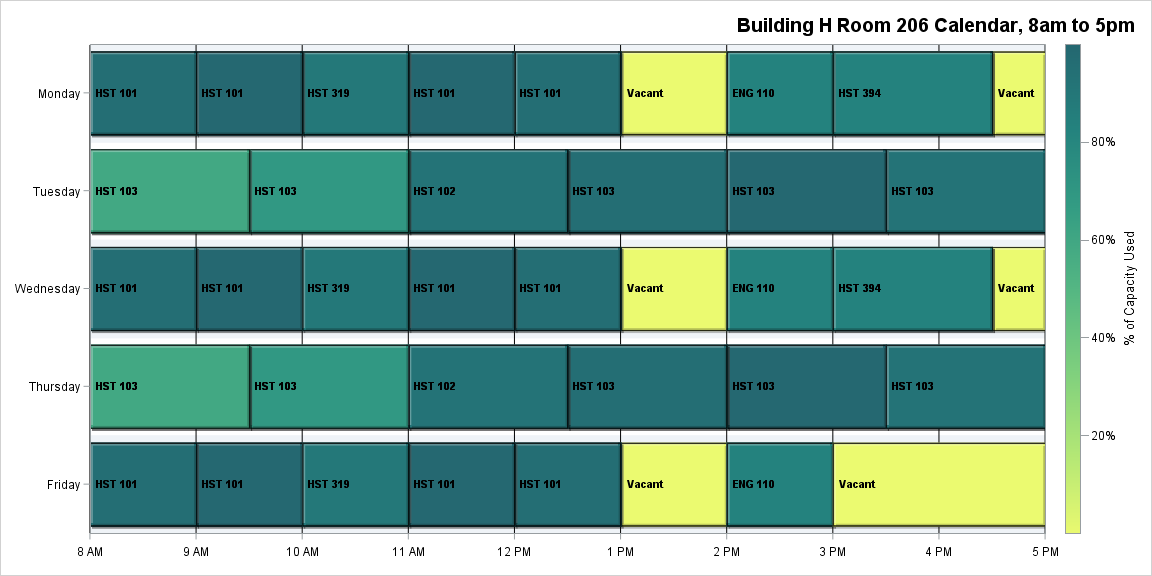 Building H Room 206 Calendar, 8am to 5pm
Monday
HST 101
HST 101
HST 319
HST 101
HST 101
Vacant
ENG 110
HST 394
Vacant
Tuesday
HST 103
HST 103
HST 102
HST 103
HST 103
HST 103
Wednesday
HST 101
HST 101
HST 319
HST 101
HST 101
Vacant
ENG 110
HST 394
Vacant
Thursday
HST 103
HST 103
HST 102
HST 103
HST 103
HST 103
Friday
HST 101
HST 101
HST 319
HST 101
HST 101
Vacant
ENG 110
Vacant
8 AM
9 AM
10 AM
11 AM
12 PM
1 PM
2 PM
3 PM
4 PM
5 PM
80%
60%
40%
20%
% of Capacity Used